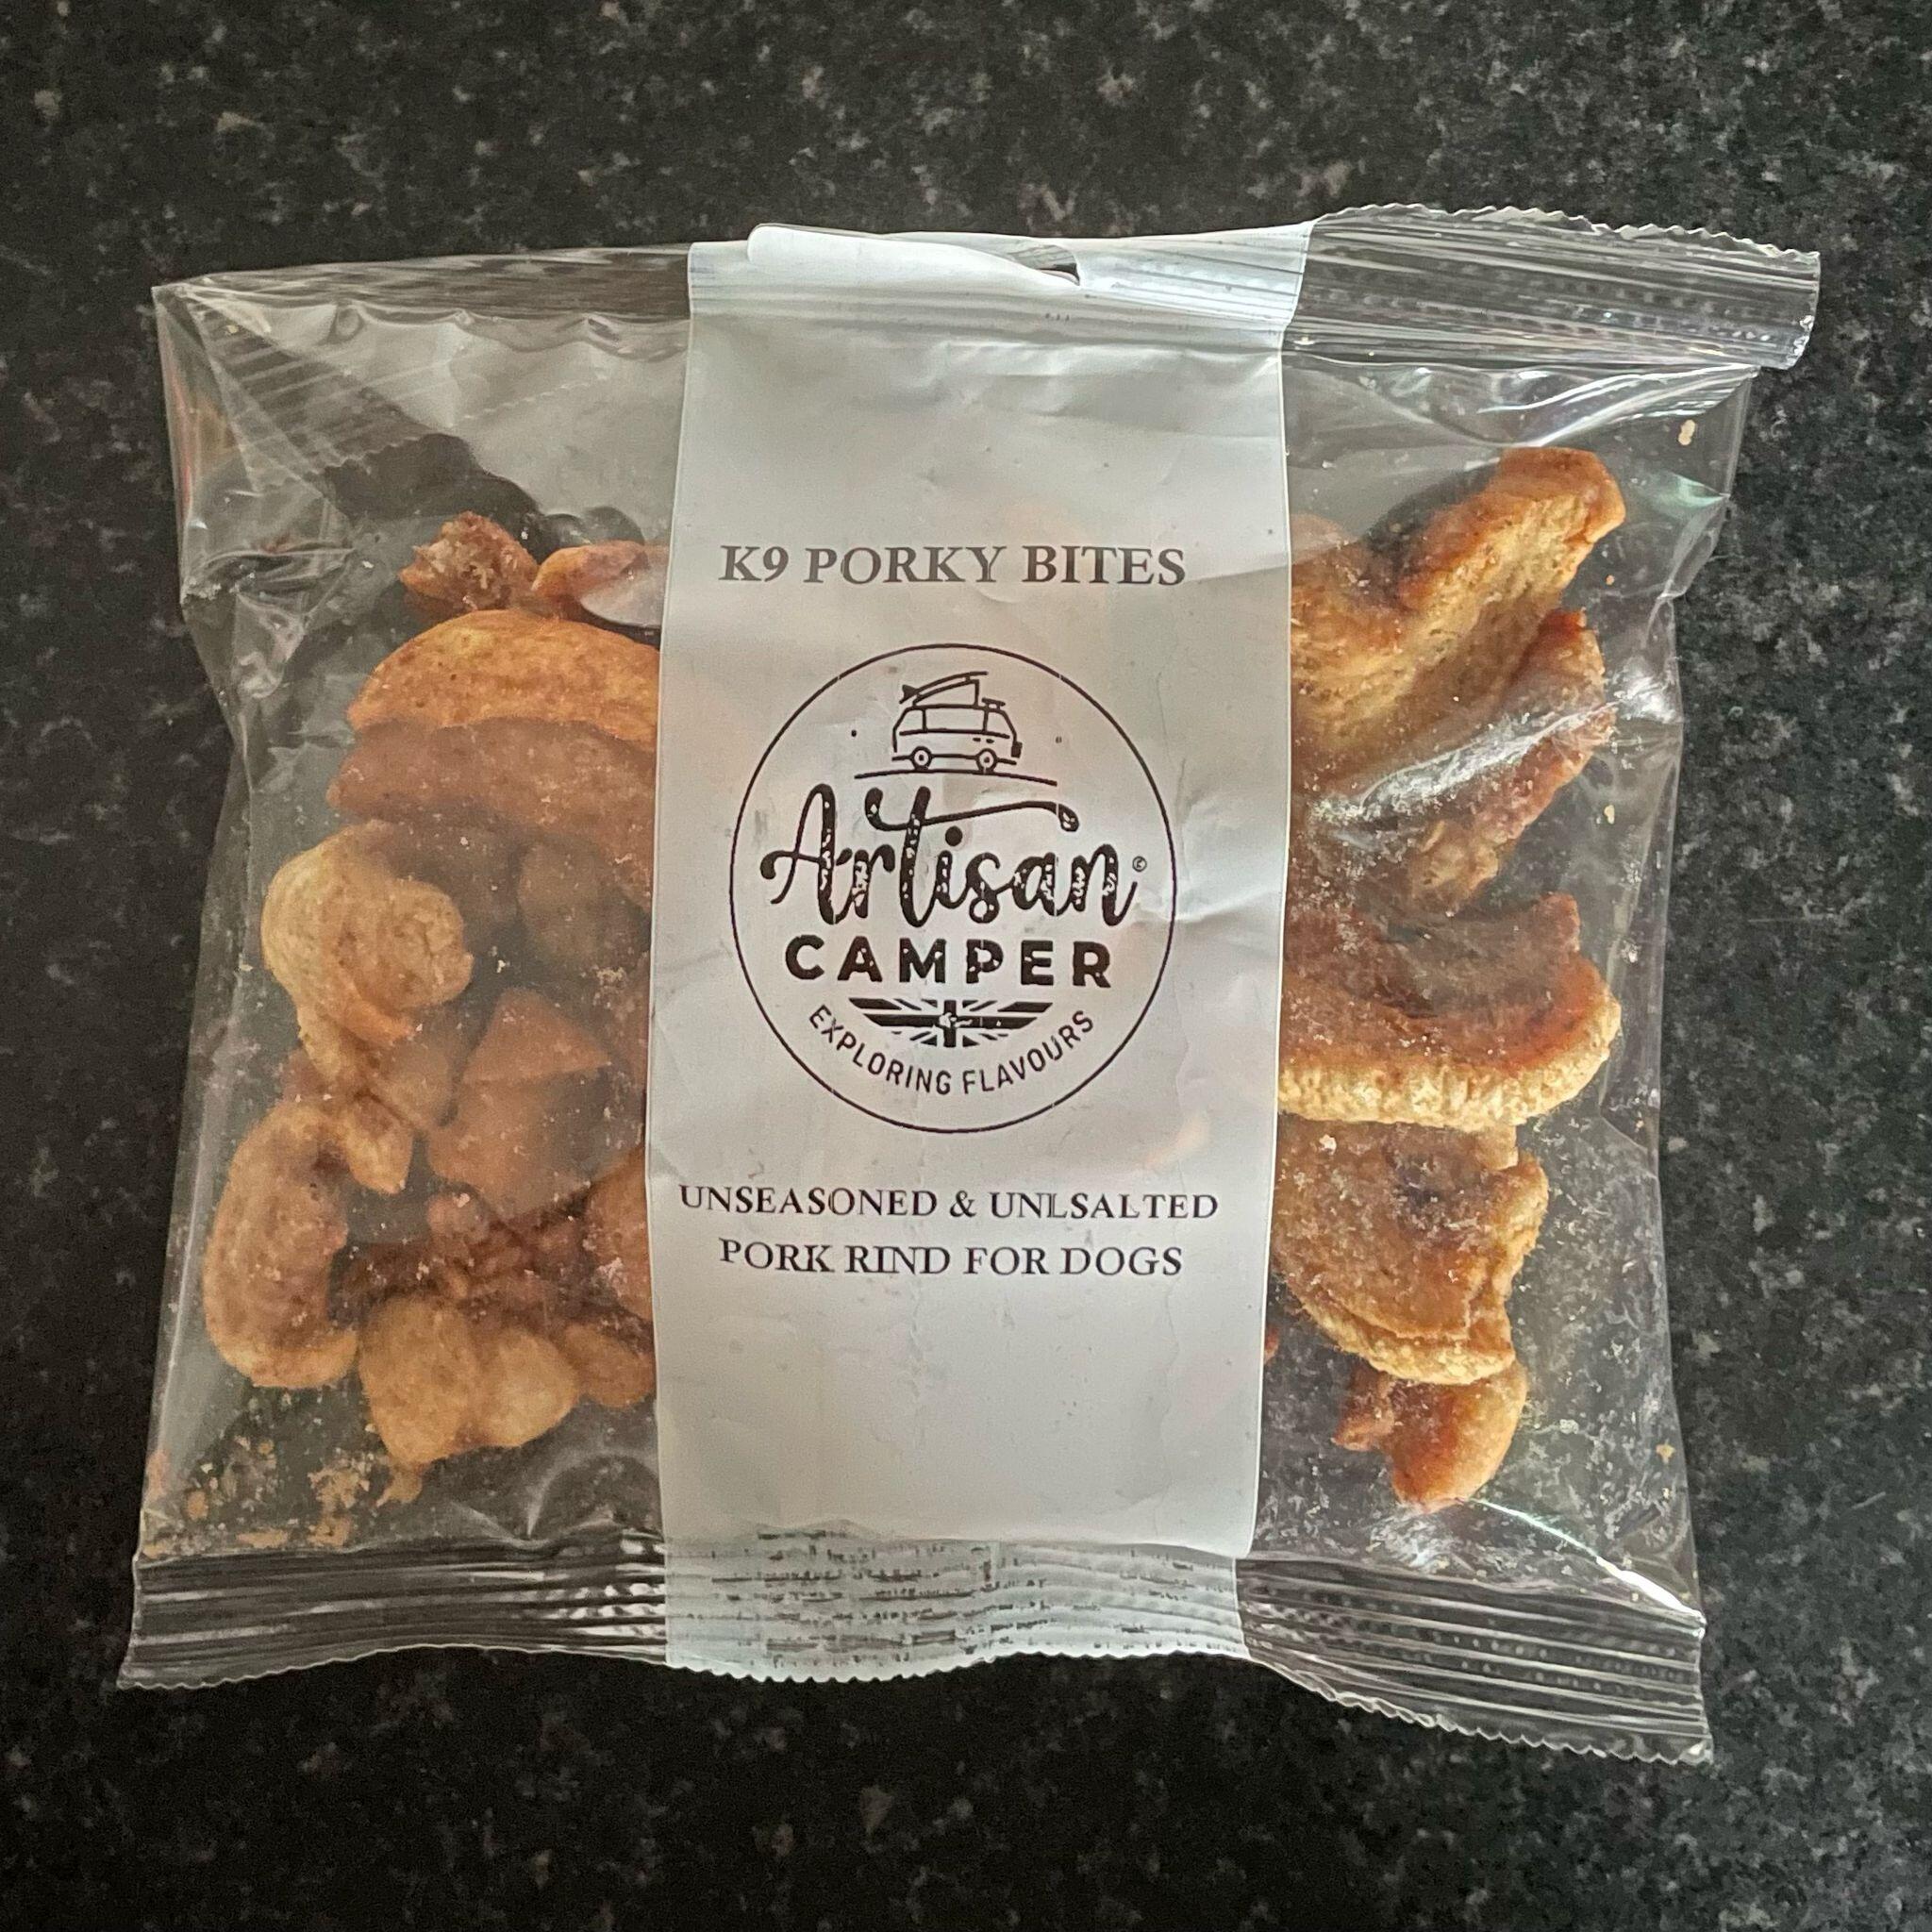 K9 PORKY BITES
Artisan©
CAMPER
EXPLORING FLAVOURS
UNSEASONED & UNLSALTED
PORK RIND FOR DOGS